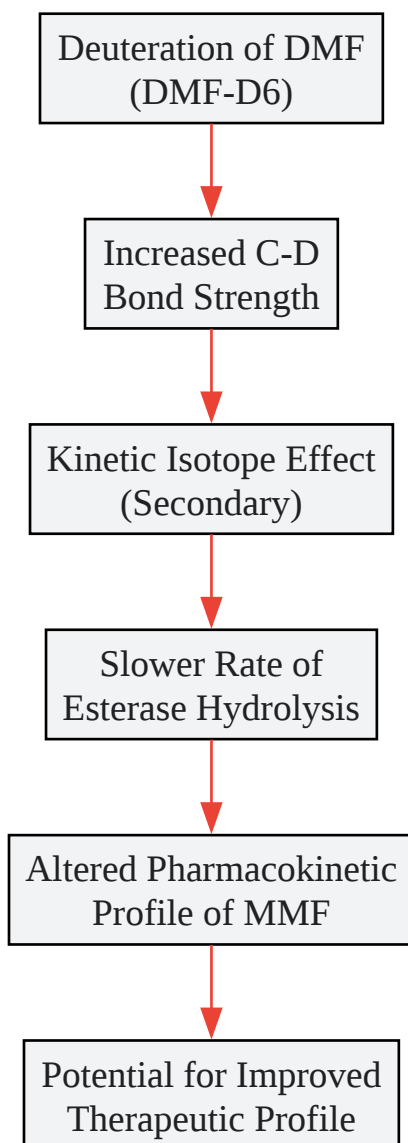 Deuteration of DMF
(DMF-D6)
Increased C-D
Bond Strength
Kinetic Isotope Effect
(Secondary)
Slower Rate of
Esterase Hydrolysis
Altered Pharmacokinetic
Profile of MMF
Potential for Improved
Therapeutic Profile